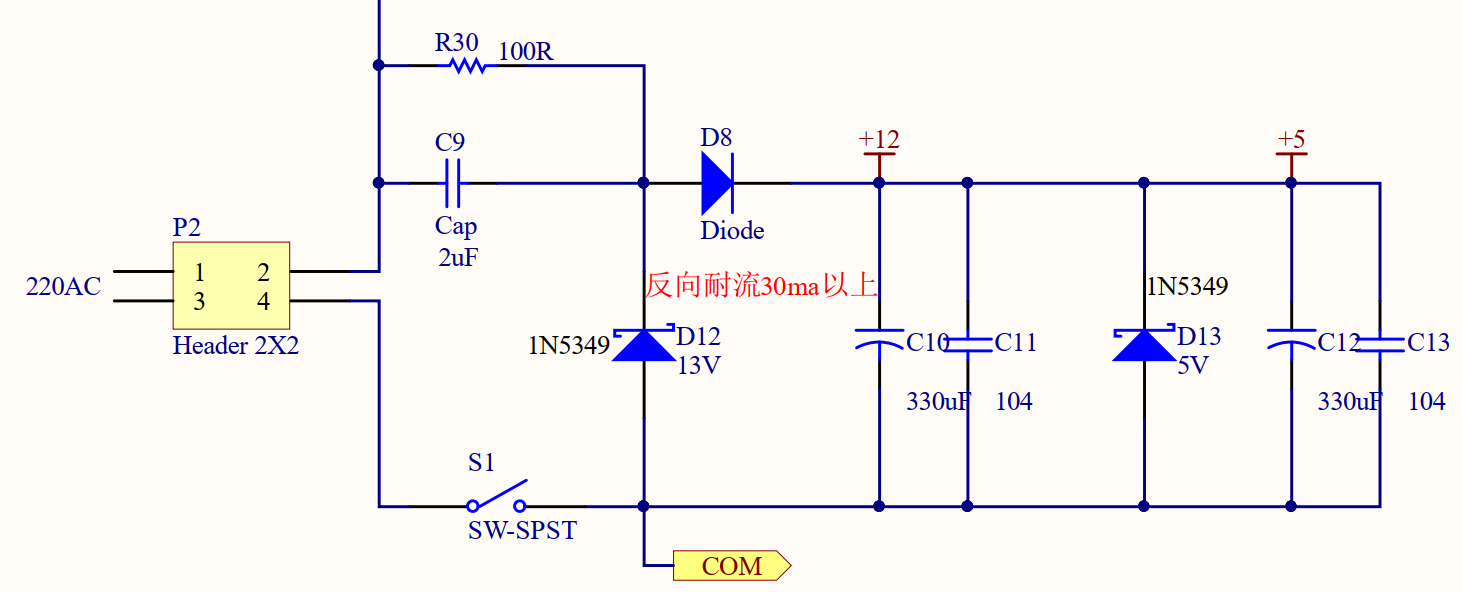 R30
100R
C9
D8
+12
+5
Cap
2uF
Diode
P2
220AC
1 2
3 4
Header 2X2
反向耐流30ma以上
1N5349
1N5349
D12
13V
C10
C11
D13
5V
C12
C13
330uF
104
330uF
104
S1
SW-SPST
COM